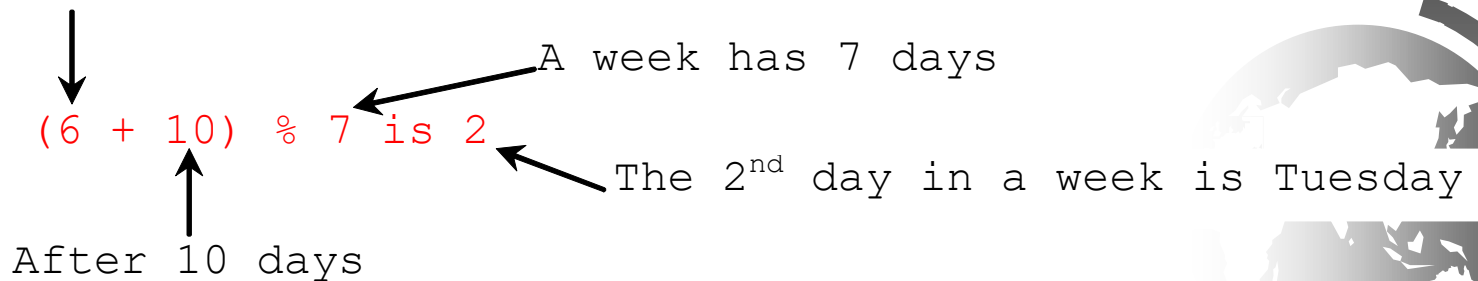 A week has 7 days
(6 + 10) % 7 is 2
The 2nd day in a week is Tuesday
After 10 days